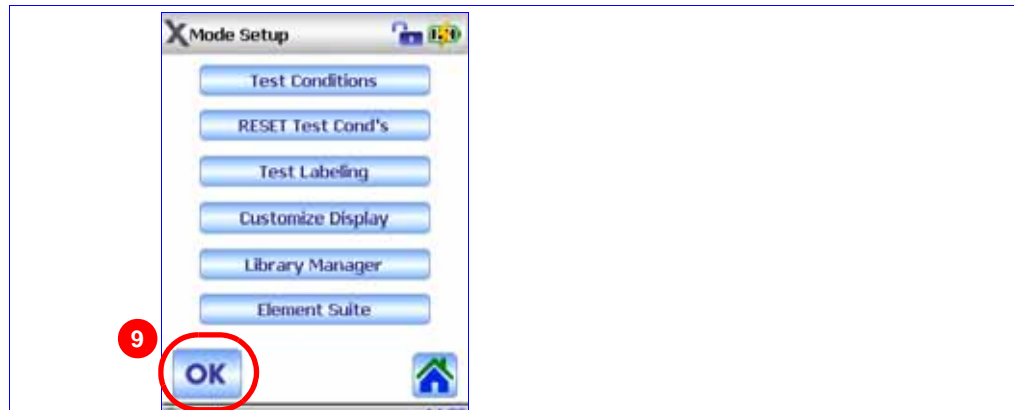 Mode Setup
Test Conditions
RESET Test Cond's
Test Labeling
Customize Display
Library Manager
Element Suite
9
OK